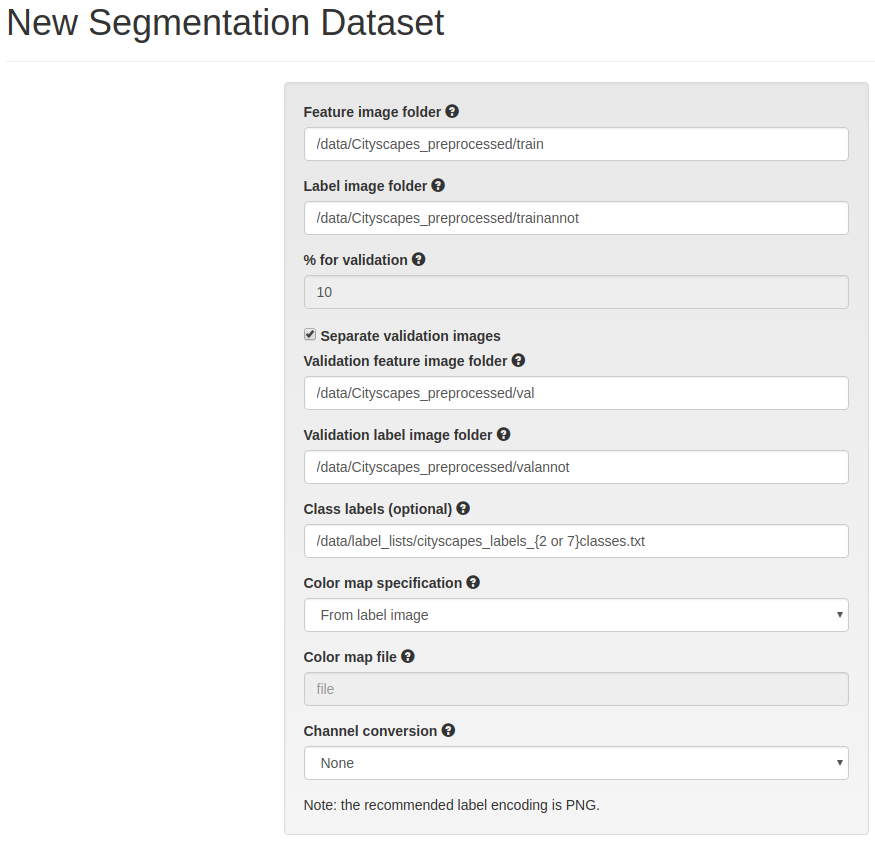 New Segmentation Dataset
Feature image folder
/data/Cityscapes_preprocessed/train
Label image folder
/data/Cityscapes_preprocessed/trainannot
% for validation
10
Separate validation images
Validation feature image folder
/data/Cityscapes_preprocessed/val
Validation label image folder
/data/Cityscapes_preprocessed/valannot
Class labels (optional)
/data/label_lists/cityscapes_labels_{2 or 7}classes.txt
Color map specification
From label image
Color map file
file
Channel conversion
None
Note: the recommended label encoding is PNG.